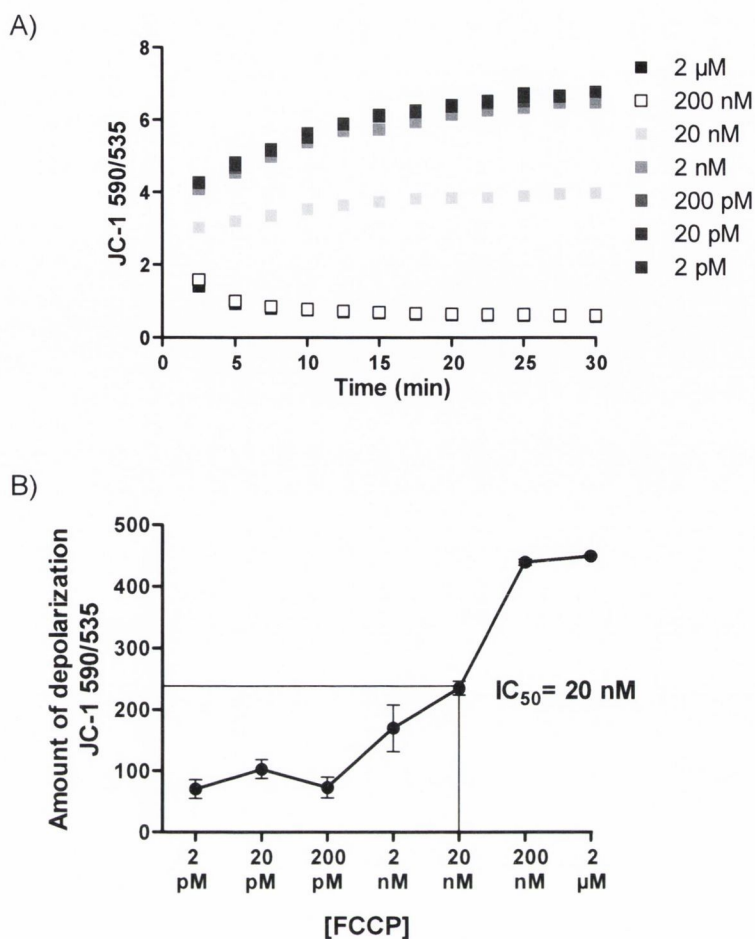 A)
JC-1 590/535
8
6
4
2
0
0
5
10
15
20
25
30
Time (min)
2 µM
200 nM
20 nM
2 nM
200 pM
20 pM
2 pM
B)
Amount of depolarization
JC-1 590/535
500
400
300
200
100
0
IC50= 20 nM
2 pM
20 pM
200 pM
2 nM
20 nM
200 nM
2 µM
[FCCP]